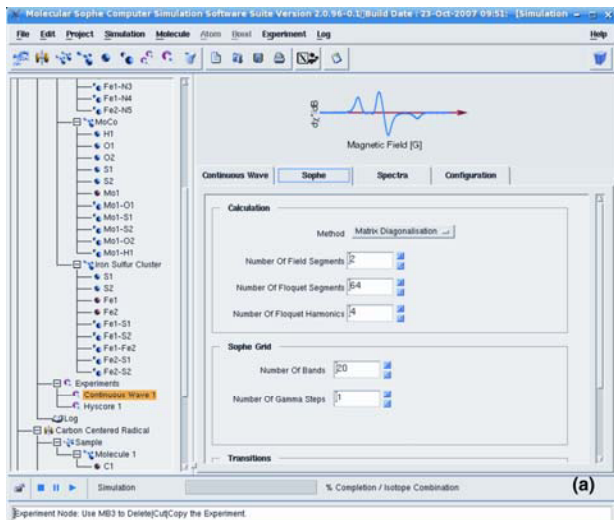 Molecular Sophe Computer Simulation Software Suite Version 2.0.96-0.1@Build Date : 23-Oct-2007 09:51: [Simulation
File Edit Project Simulation Molecule Atom Boxel Experiment Log Help
Fe1-N3
Fe1-N4
Fe2-N5
MoCo
H1
O1
O2
S1
S2
Mo1
Mo1-O1
Mo1-S1
Mo1-S2
Mo1-O2
Mo1-H1
Iron Sulfur Cluster
S1
S2
Fe1
Fe2
Fe1-S1
Fe1-S2
Fe1-Fe2
Fe2-S1
Fe2-S2
Experiments
Continuous Wave 1
Hyscore 1
Log
Carbon Centered Radical
Sample
Molecule 1
C1
dχ"dB
Magnetic Field [G]
Continuous Wave Sophe Spectra Configuration
Calculation
Method Matrix Diagonalisation
Number Of Field Segments 2
Number Of Floquet Segments 64
Number Of Floquet Harmonics 4
Sophe Grid
Number Of Bands 20
Number Of Gamma Steps 1
Transitions
Simulation % Completion / Isotope Combination (a)
Experiment Node: Use MB3 to Delete|Cut|Copy the Experiment.